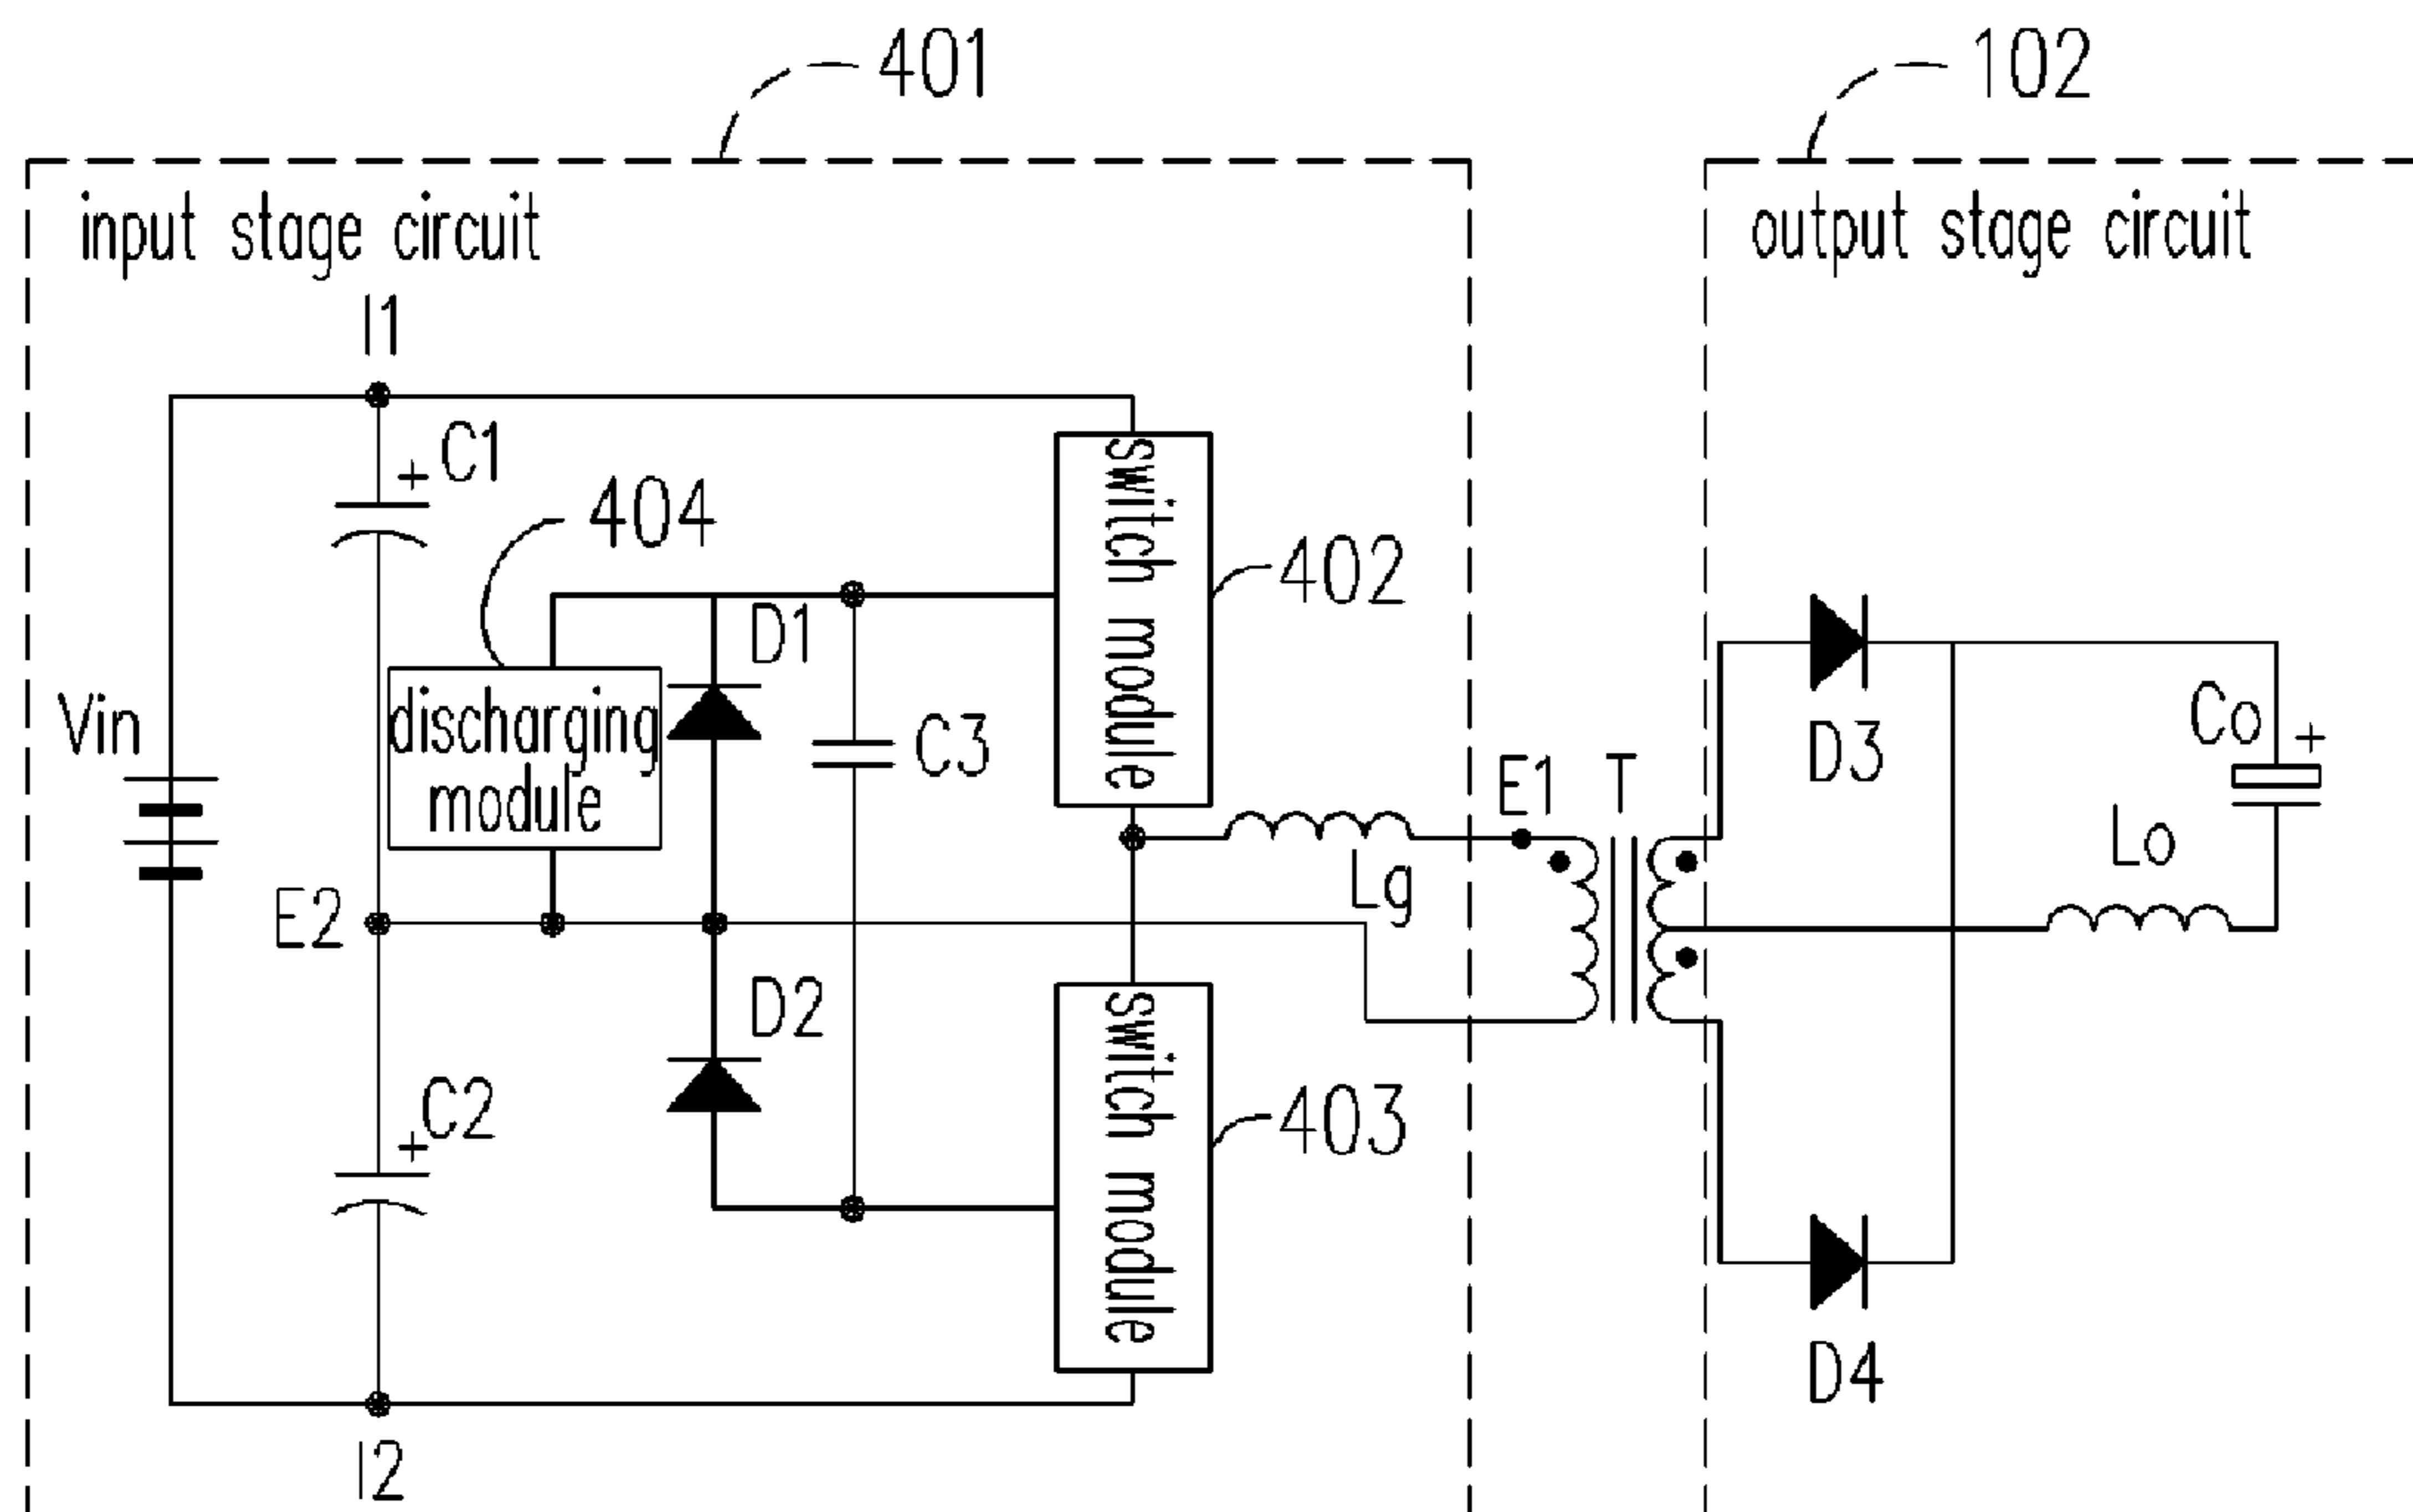 401
102
input stage circuit
output stage circuit
I1
+ C1
404
switch module
402
D1
discharging
module
Vin
C3
D3
Co +
E1 T
Lg
Lo
E2
D2
switch module
403
+ C2
D4
I2